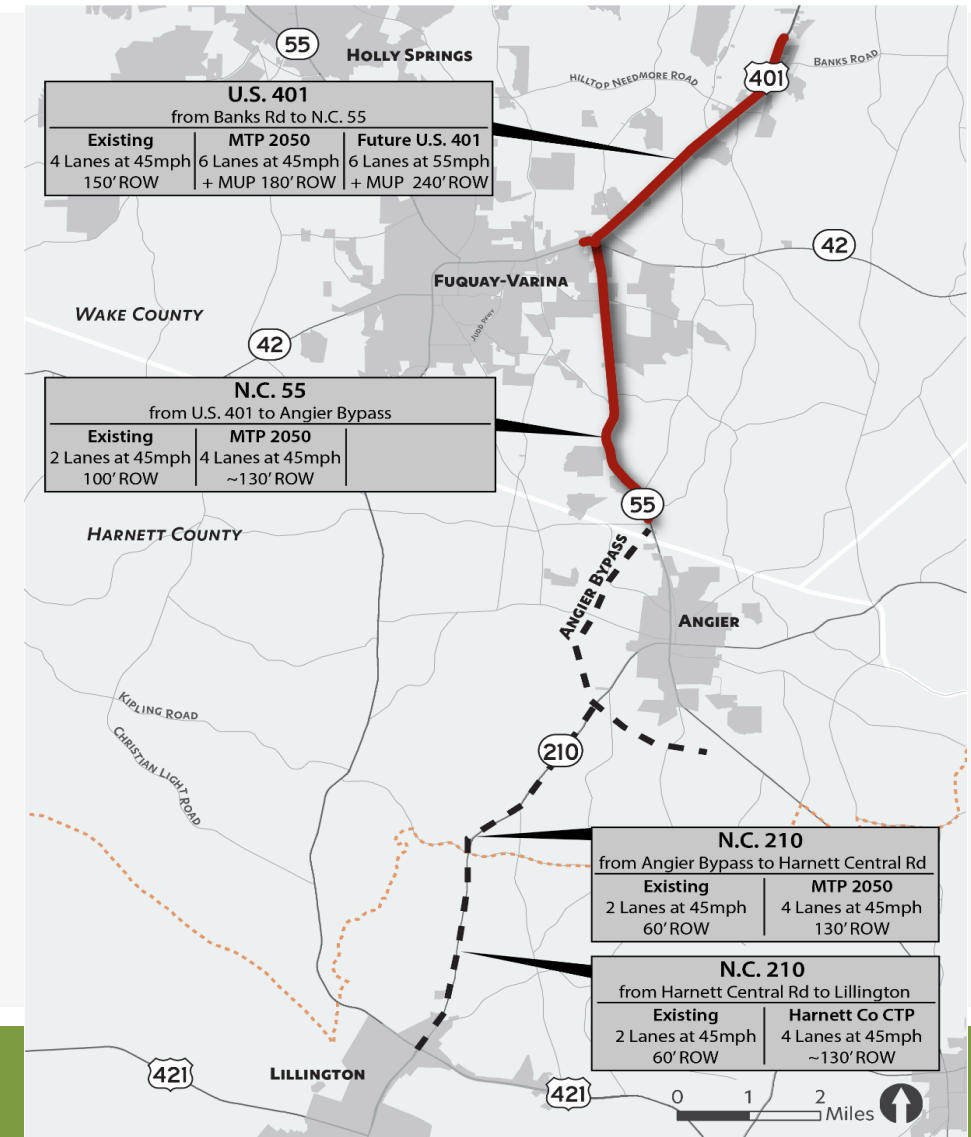 55
HOLLY SPRINGS
401
BANKS ROAD
HILLTOP NEEDMORE ROAD
U.S. 401
from Banks Rd to N.C. 55
Existing MTP 2050 Future U.S. 401
4 Lanes at 45mph 6 Lanes at 45mph 6 Lanes at 55mph
150' ROW + MUP 180' ROW + MUP 240' ROW
42
FUQUAY-VARINA
WAKE COUNTY
JUDD PKWY
42
N.C. 55
from U.S. 401 to Angier Bypass
Existing MTP 2050
2 Lanes at 45mph 4 Lanes at 45mph
100' ROW ~130' ROW
55
HARNETT COUNTY
ANGIER BYPASS
ANGIER
KIPLING ROAD
CHRISTIAN LIGHT ROAD
210
N.C. 210
from Angier Bypass to Harnett Central Rd
Existing MTP 2050
2 Lanes at 45mph 4 Lanes at 45mph
60' ROW 130' ROW
N.C. 210
from Harnett Central Rd to Lillington
Existing Harnett Co CTP
2 Lanes at 45mph 4 Lanes at 45mph
60' ROW ~130' ROW
421
LILLINGTON
421
0 1 2
Miles